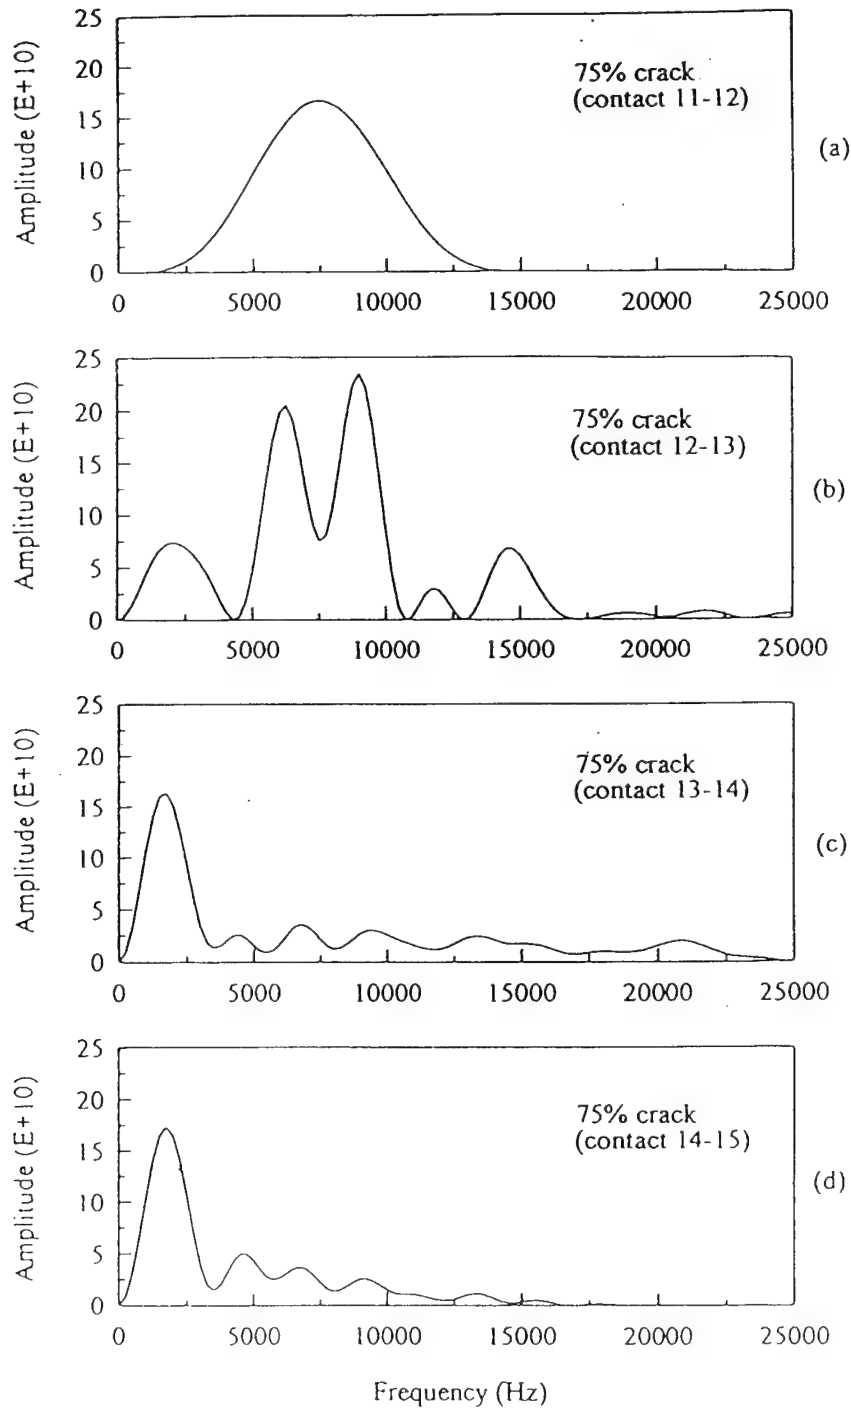 25
20
15
10
5
0
Amplitude (E+10)
75% crack
(contact 11-12)
(a)
0 5000 10000 15000 20000 25000
25
20
15
10
5
0
Amplitude (E+10)
75% crack
(contact 12-13)
(b)
0 5000 10000 15000 20000 25000
25
20
15
10
5
0
Amplitude (E+10)
75% crack
(contact 13-14)
(c)
0 5000 10000 15000 20000 25000
25
20
15
10
5
0
Amplitude (E+10)
75% crack
(contact 14-15)
(d)
0 5000 10000 15000 20000 25000
Frequency (Hz)